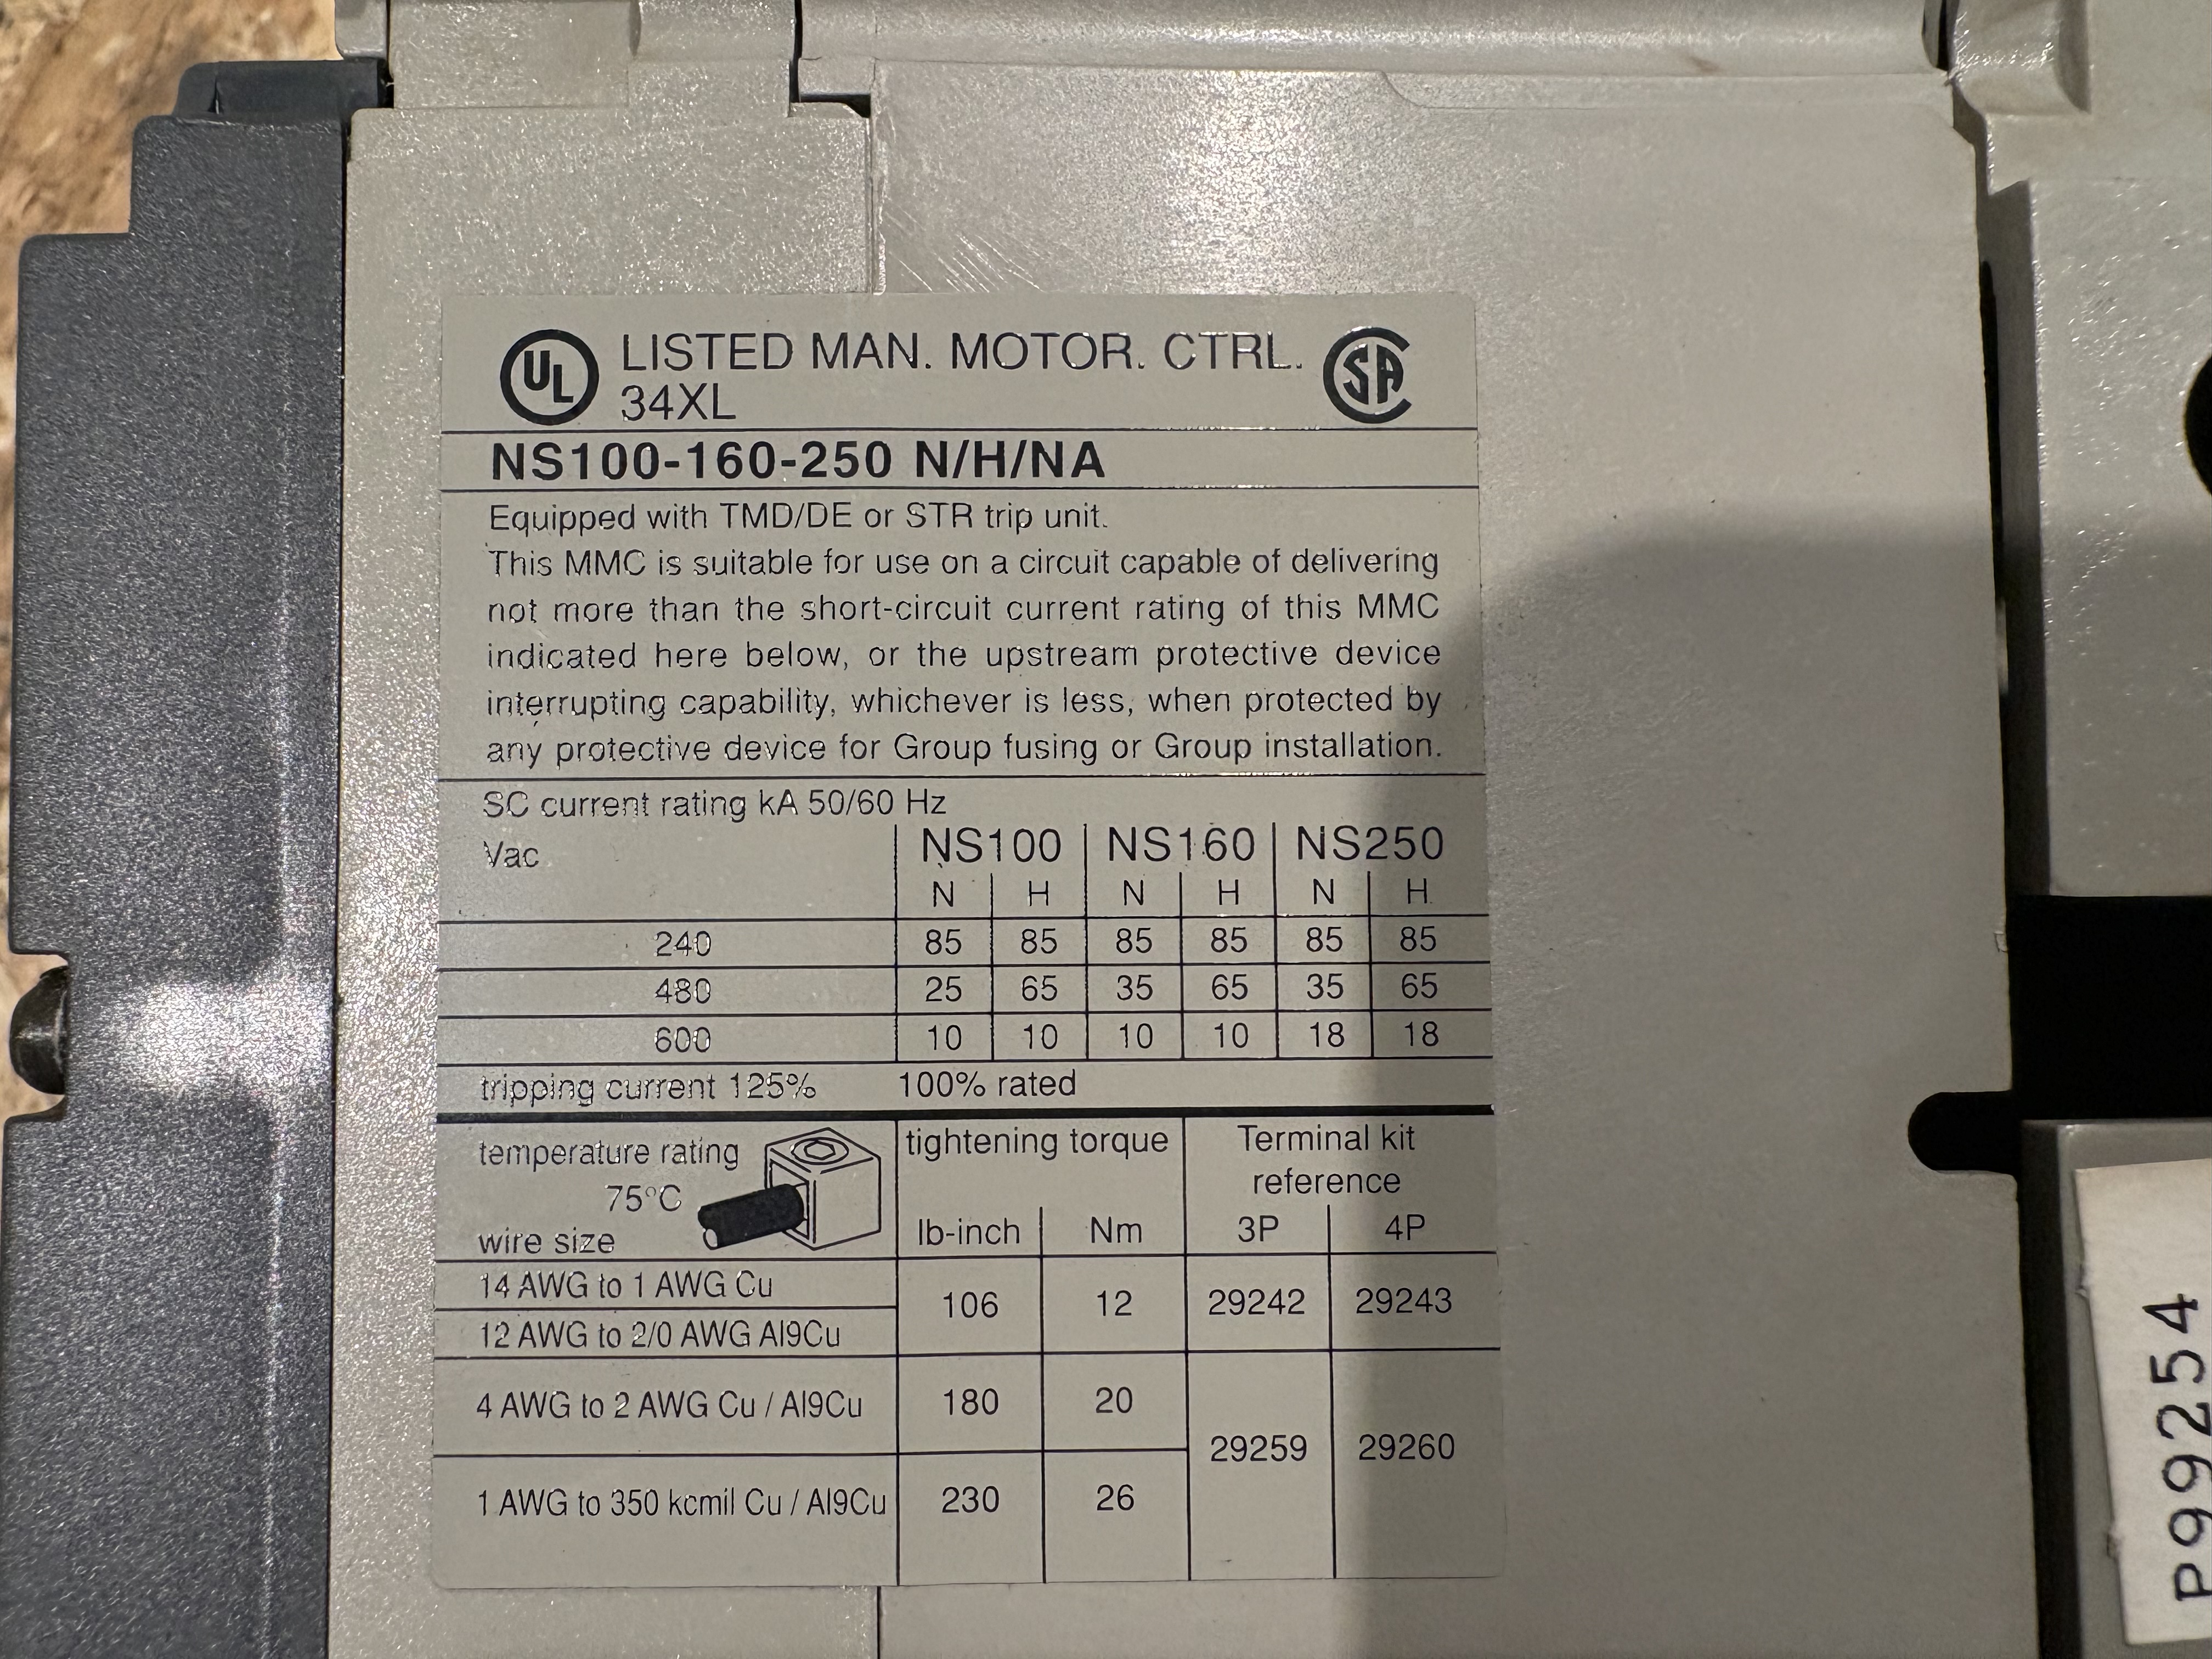 UL LISTED MAN. MOTOR. CTRL. SA
34XL
NS100-160-250 N/H/NA
Equipped with TMD/DE or STR trip unit.
This MMC is suitable for use on a circuit capable of delivering
not more than the short-circuit current rating of this MMC
indicated here below, or the upstream protective device
interrupting capability, whichever is less, when protected by
any protective device for Group fusing or Group installation.
SC current rating kA 50/60 Hz
Vac NS100 NS160 NS250
N H N H N H
240 85 85 85 85 85 85
480 25 65 35 65 35 65
600 10 10 10 10 18 18
tripping current 125% 100% rated
temperature rating tightening torque Terminal kit
75°C reference
wire size lb-inch Nm 3P 4P
14 AWG to 1 AWG Cu
106 12 29242 29243
12 AWG to 2/0 AWG Al9Cu
4 AWG to 2 AWG Cu / Al9Cu 180 20
29259 29260
1 AWG to 350 kcmil Cu / Al9Cu 230 26
P99254